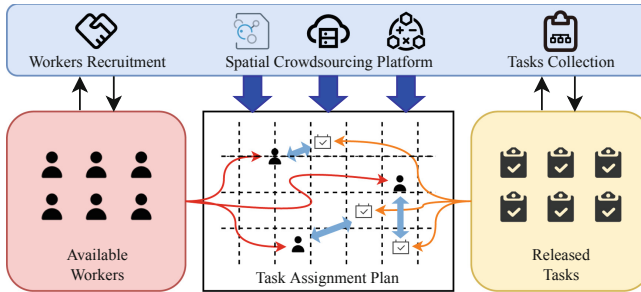 Workers Recruitment
Spatial Crowdsourcing Platform
Tasks Collection
Available
Workers
Task Assignment Plan
Released
Tasks